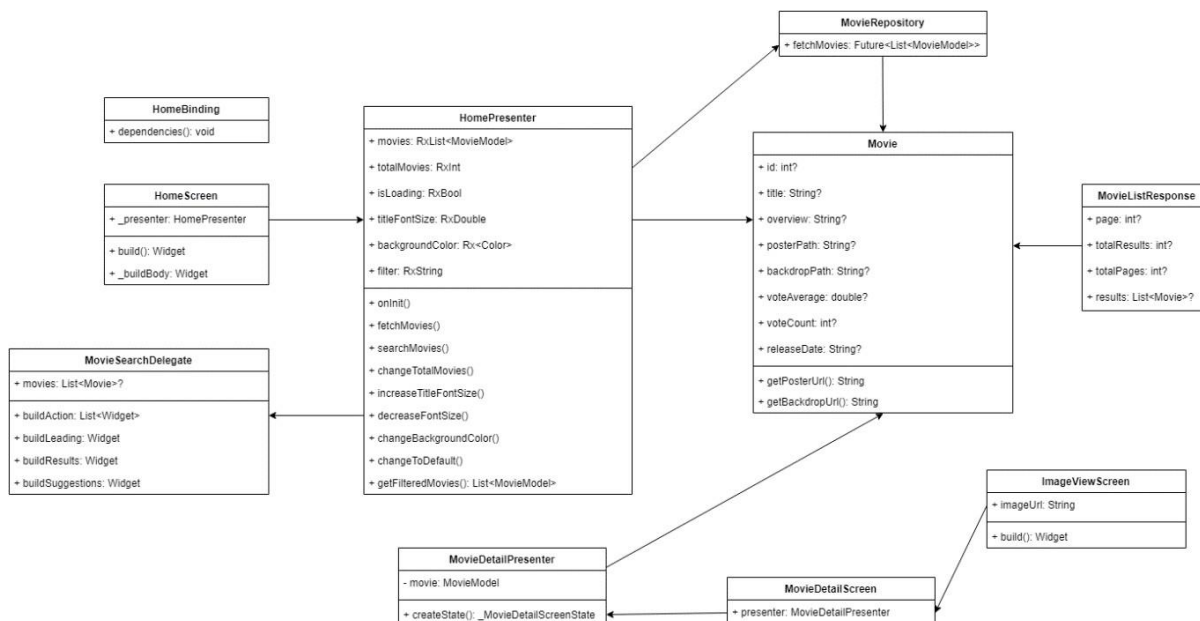 MovieRepository
+ fetchMovies: Future<List<MovieModel>>
HomeBinding
+ dependencies(): void
HomeScreen
+ _presenter: HomePresenter
+ build(): Widget
+ _buildBody: Widget
HomePresenter
+ movies: RxList<MovieModel>
+ totalMovies: RxInt
+ isLoading: RxBool
+ titleFontSize: RxDouble
+ backgroundColor: Rx<Color>
+ filter: RxString
+ onInit()
+ fetchMovies()
+ searchMovies()
+ changeTotalMovies()
+ increaseTitleFontSize()
+ decreaseFontSize()
+ changeBackgroundColor()
+ changeToDefault()
+ getFilteredMovies(): List<MovieModel>
Movie
+ id: int?
+ title: String?
+ overview: String?
+ posterPath: String?
+ backdropPath: String?
+ voteAverage: double?
+ voteCount: int?
+ releaseDate: String?
+ getPosterUrl(): String
+ getBackdropUrl(): String
MovieListResponse
+ page: int?
+ totalResults: int?
+ totalPages: int?
+ results: List<Movie>?
MovieSearchDelegate
+ movies: List<Movie>?
+ buildAction: List<Widget>
+ buildLeading: Widget
+ buildResults: Widget
+ buildSuggestions: Widget
ImageViewScreen
+ imageUrl: String
+ build(): Widget
MovieDetailPresenter
- movie: MovieModel
+ createState(): _MovieDetailScreenState
MovieDetailScreen
+ presenter: MovieDetailPresenter